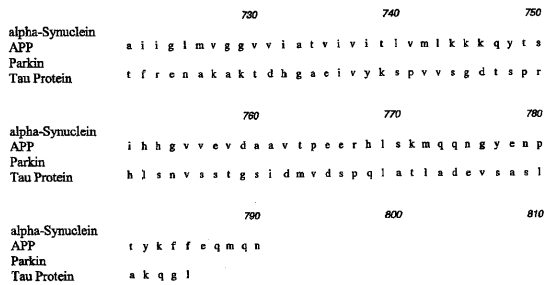 730 740 750
alpha-Synuclein
APP a i i g l m v g g v v i a t v i v i t l v m l k k k q y t s
Parkin
Tau Protein t f r e n a k a k t d h g a e i v y k s p v v s g d t s p r
760 770 780
alpha-Synuclein
APP i h h g v v e v d a a v t p e e r h l s k m q q n g y e n p
Parkin
Tau Protein h l s n v s s t g s i d m v d s p q l a t l a d e v s a s l
790 800 810
alpha-Synuclein
APP t y k f f e q m q n
Parkin
Tau Protein a k q g l